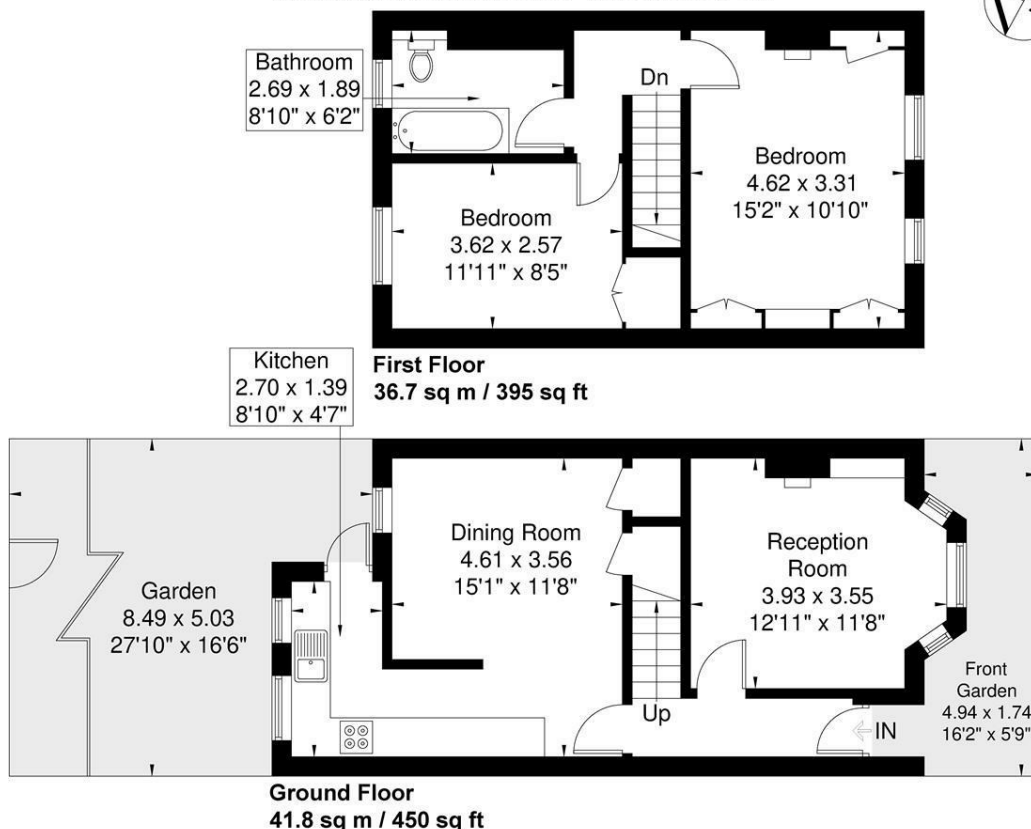 Bathroom
2.69 x 1.89
8'10" x 6'2"
Dn
Bedroom
4.62 x 3.31
15'2" x 10'10"
Bedroom
3.62 x 2.57
11'11" x 8'5"
First Floor
36.7 sq m / 395 sq ft
Kitchen
2.70 x 1.39
8'10" x 4'7"
Dining Room
4.61 x 3.56
15'1" x 11'8"
Reception
Room
3.93 x 3.55
12'11" x 11'8"
Garden
8.49 x 5.03
27'10" x 16'6"
Front
Garden
4.94 x 1.74
16'2" x 5'9"
Up
IN
Ground Floor
41.8 sq m / 450 sq ft